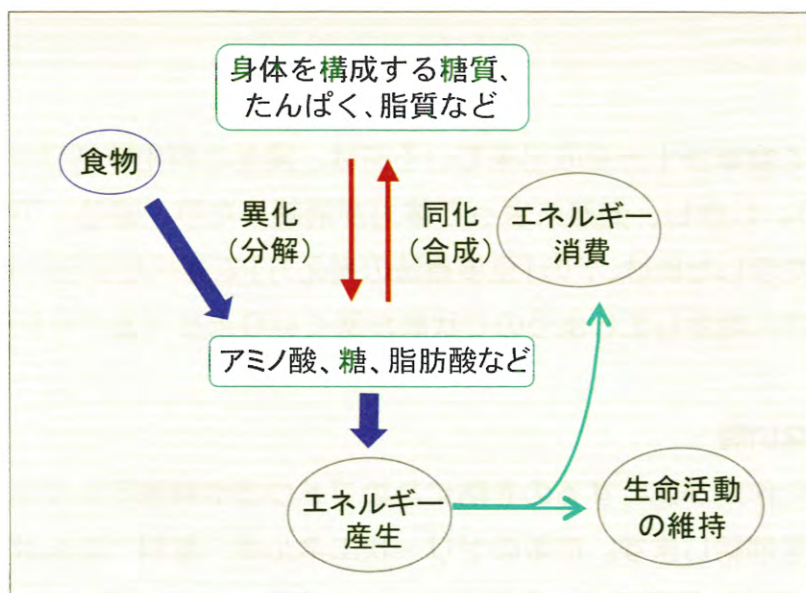 身体を構成する糖質、
たんぱく、脂質など
食物
異化
(分解)
同化
(合成)
エネルギー
消費
アミノ酸、糖、脂肪酸など
エネルギー
産生
生命活動
の維持